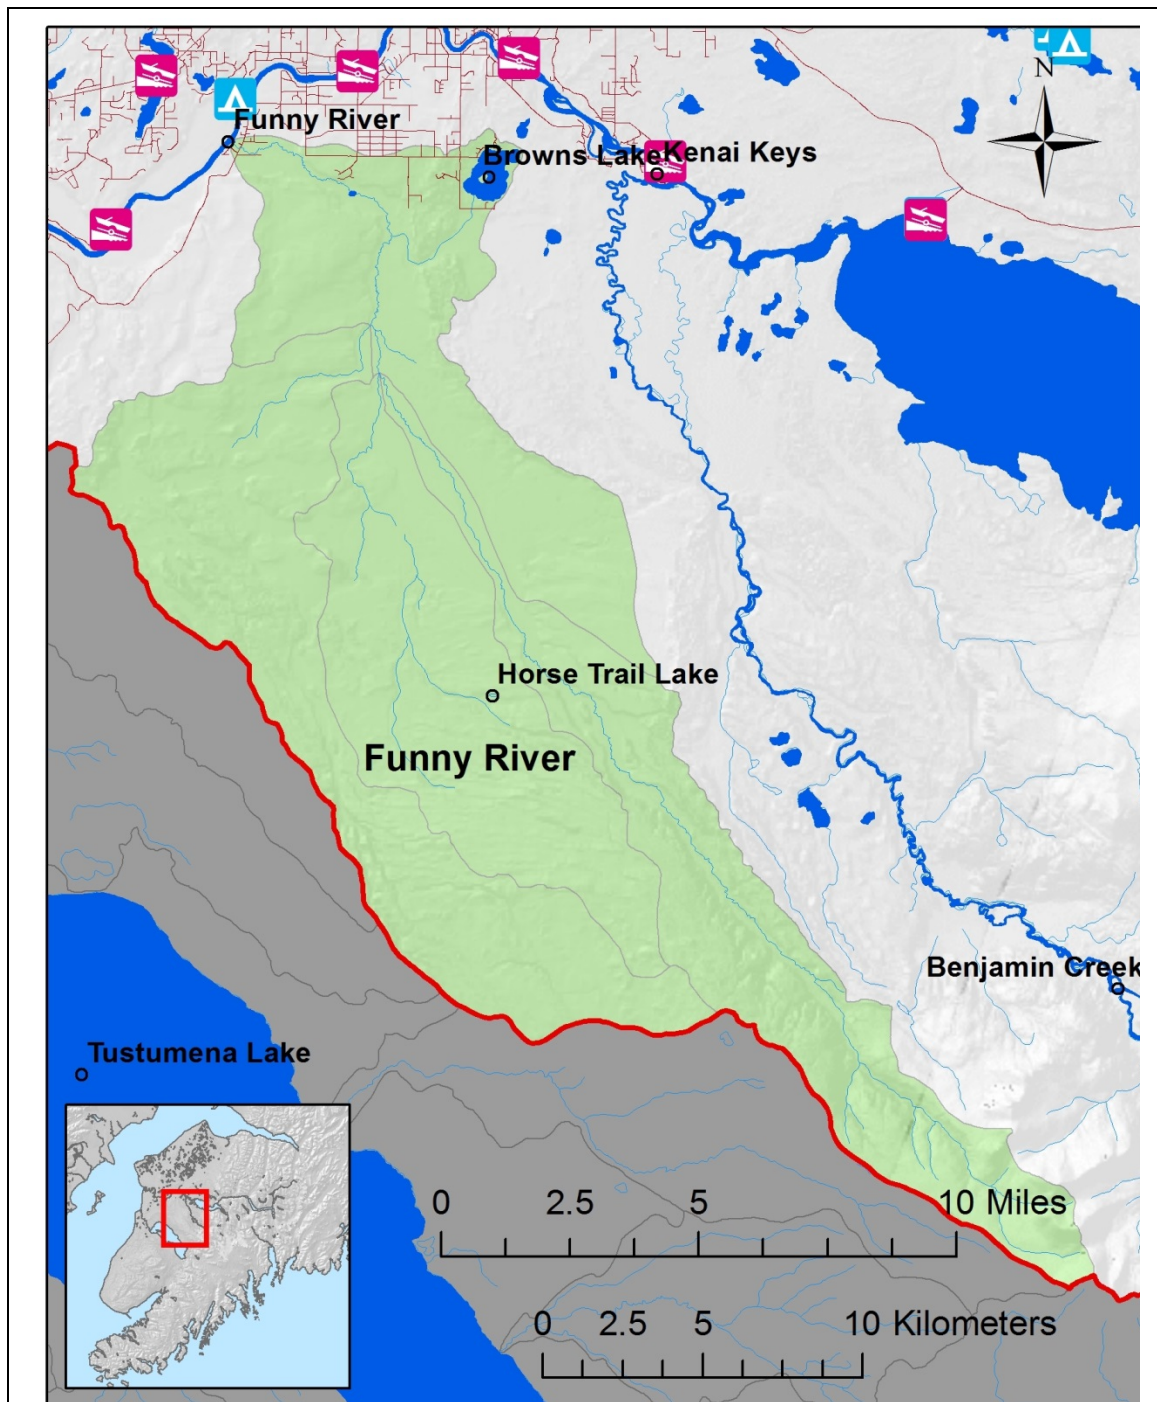 N
Funny River
Browns Lake
Kenai Keys
Horse Trail Lake
Funny River
Benjamin Creek
Tustumena Lake
0 2.5 5 10 Miles
0 2.5 5 10 Kilometers